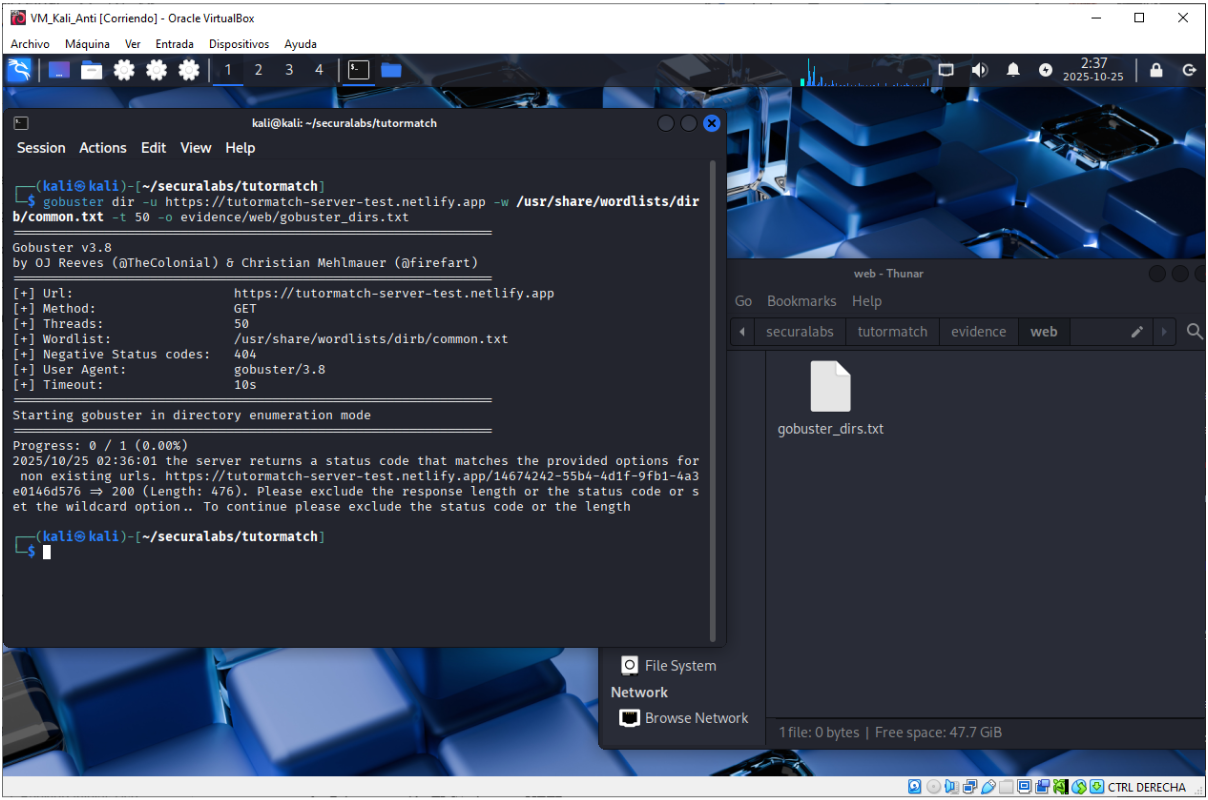 VM_Kali_Anti [Corriendo] - Oracle VirtualBox
Archivo Máquina Ver Entrada Dispositivos Ayuda
1 2 3 4
2:37
2025-10-25
kali@kali: ~/securalabs/tutormatch
Session Actions Edit View Help
(kali㉿kali)-[~/securalabs/tutormatch]
$ gobuster dir -u https://tutormatch-server-test.netlify.app -w /usr/share/wordlists/dir
b/common.txt -t 50 -o evidence/web/gobuster_dirs.txt
Gobuster v3.8
by OJ Reeves (@TheColonial) & Christian Mehlmauer (@firefart)
[+] Url: https://tutormatch-server-test.netlify.app
[+] Method: GET
[+] Threads: 50
[+] Wordlist: /usr/share/wordlists/dirb/common.txt
[+] Negative Status codes: 404
[+] User Agent: gobuster/3.8
[+] Timeout: 10s
Starting gobuster in directory enumeration mode
Progress: 0 / 1 (0.00%)
2025/10/25 02:36:01 the server returns a status code that matches the provided options for
non existing urls. https://tutormatch-server-test.netlify.app/14674242-55b4-4d1f-9fb1-4a3
e0146d576 => 200 (Length: 476). Please exclude the response length or the status code or s
et the wildcard option.. To continue please exclude the status code or the length
(kali㉿kali)-[~/securalabs/tutormatch]
$
web - Thunar
Go Bookmarks Help
securalabs tutormatch evidence web
gobuster_dirs.txt
File System
Network
Browse Network
1 file: 0 bytes | Free space: 47.7 GiB
CTRL DERECHA